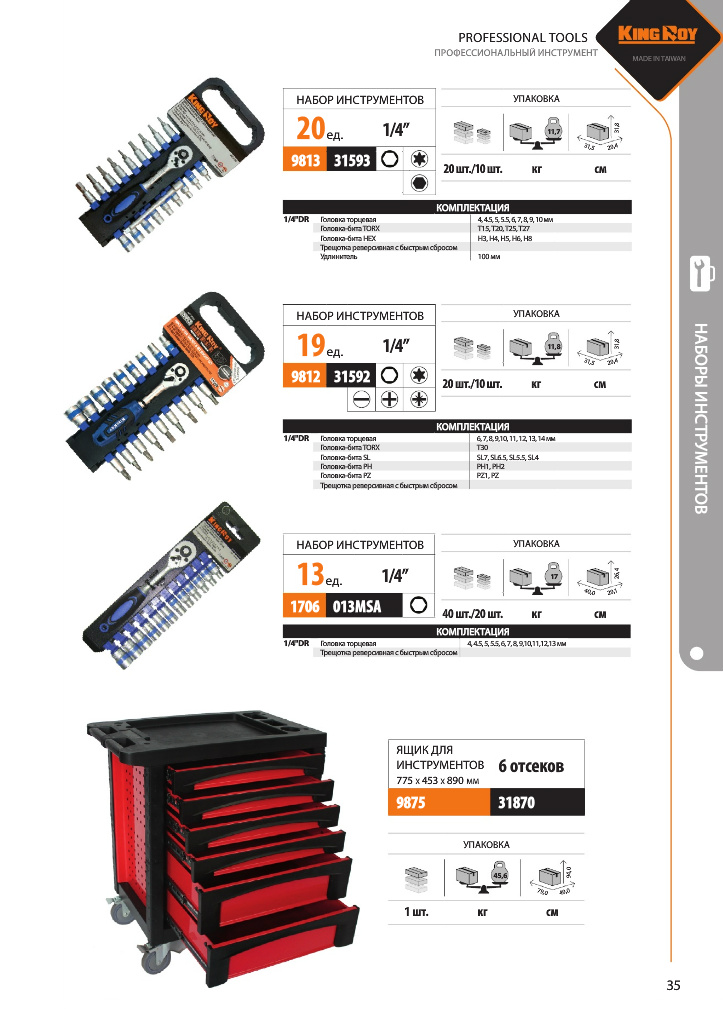 PROFESSIONAL TOOLS
ПРОФЕССИОНАЛЬНЫЙ ИНСТРУМЕНТ
KING ROY
MADE IN TAIWAN
НАБОРЫ ИНСТРУМЕНТОВ
KING ROY
НАБОР ИНСТРУМЕНТОВ
20 ед. 1/4”
9813 31593
УПАКОВКА
11,7
31,5 20,4 31,8
20 шт./10 шт. кг см
КОМПЛЕКТАЦИЯ
1/4"DR Головка торцевая 4, 4.5, 5, 5.5, 6, 7, 8, 9, 10 мм
Головка-бита TORX T15, T20, T25, T27
Головка-бита HEX H3, H4, H5, H6, H8
Трещотка реверсивная с быстрым сбросом
Удлинитель 100 мм
KING ROY
НАБОР ИНСТРУМЕНТОВ
19 ед. 1/4”
9812 31592
УПАКОВКА
11,8
31,5 20,4 31,8
20 шт./10 шт. кг см
КОМПЛЕКТАЦИЯ
1/4"DR Головка торцевая 6, 7, 8, 9,10, 11, 12, 13, 14 мм
Головка-бита TORX T30
Головка-бита SL SL7, SL6.5, SL5.5, SL4
Головка-бита PH PH1, PH2
Головка-бита PZ PZ1, PZ
Трещотка реверсивная с быстрым сбросом
KING ROY
НАБОР ИНСТРУМЕНТОВ
13 ед. 1/4”
1706 013MSA
УПАКОВКА
17
40,0 20,1 26,4
40 шт./20 шт. кг см
КОМПЛЕКТАЦИЯ
1/4"DR Головка торцевая 4, 4.5, 5, 5.5, 6, 7, 8, 9,10,11,12,13 мм
Трещотка реверсивная с быстрым сбросом
ЯЩИК ДЛЯ
ИНСТРУМЕНТОВ 6 отсеков
775 x 453 x 890 мм
9875 31870
УПАКОВКА
45,6
79,0 49,0 94,0
1 шт. кг см
35